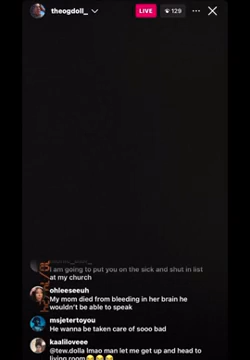 theogdoll_
LIVE
129
I am going to put you on the sick and shut in list
at my church
ohleeseeuh
My mom died from bleeding in her brain he
wouldn't be able to speak
msjetertoyou
He wanna be taken care of sooo bad
kaaliloveee
@tew.dolla lmao man let me get up and head to
living room😂😂😂